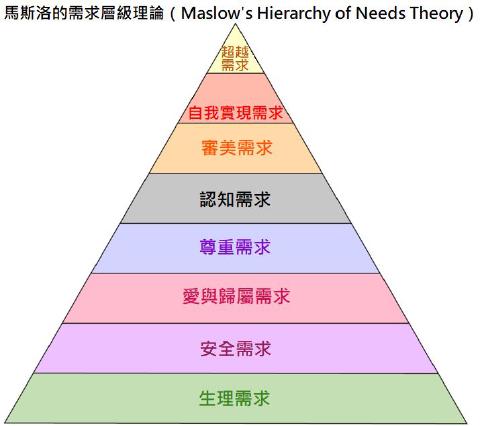 馬斯洛的需求層級理論（Maslow's Hierarchy of Needs Theory）
超越
需求
自我實現需求
審美需求
認知需求
尊重需求
愛與歸屬需求
安全需求
生理需求